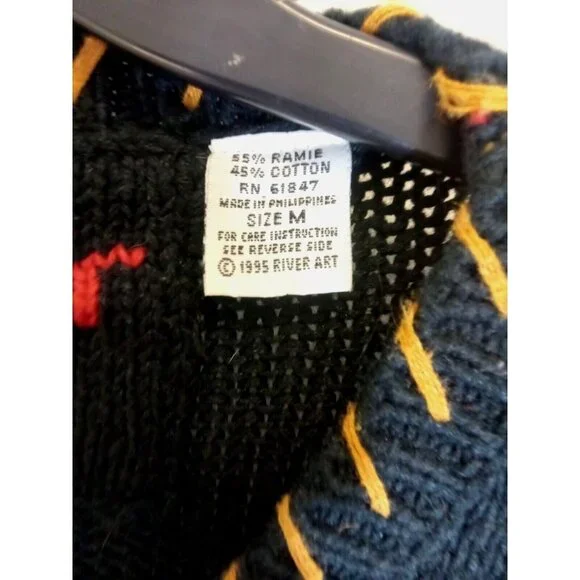 55% RAMIE
45% COTTON
RN 61847
MADE IN PHILIPPINES
SIZE M
FOR CARE INSTRUCTION
SEE REVERSE SIDE
© 1995 RIVER ART